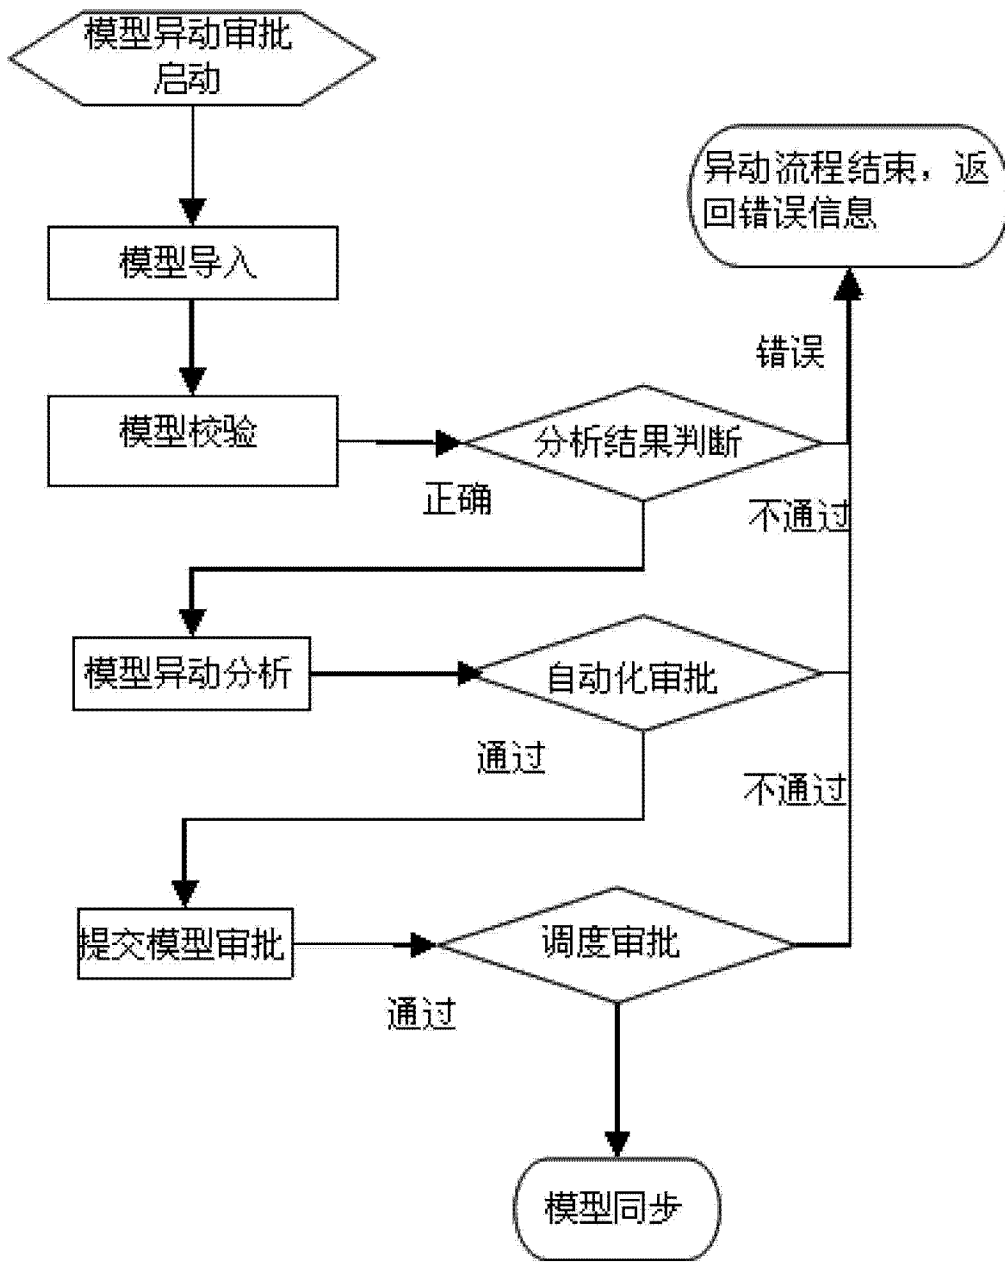 模型异动审批
启动
异动流程结束，返
回错误信息
模型导入
错误
模型校验
分析结果判断
正确
不通过
模型异动分析
自动化审批
通过
不通过
提交模型审批
调度审批
通过
模型同步